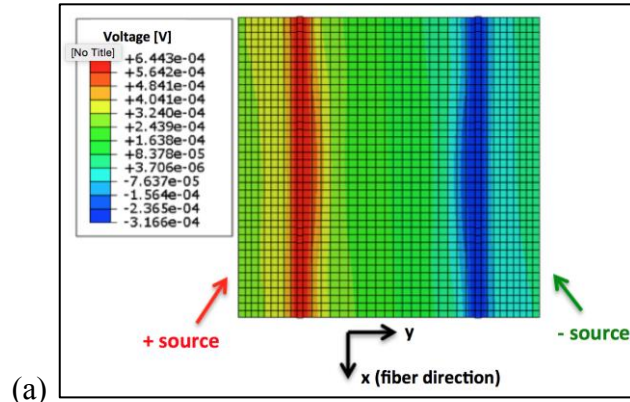 Voltage [V]
[No Title]
+6.443e-04
+5.642e-04
+4.841e-04
+4.041e-04
+3.240e-04
+2.439e-04
+1.638e-04
+8.378e-05
+3.706e-06
-7.637e-05
-1.564e-04
-2.365e-04
-3.166e-04
+ source
y
- source
x (fiber direction)
(a)